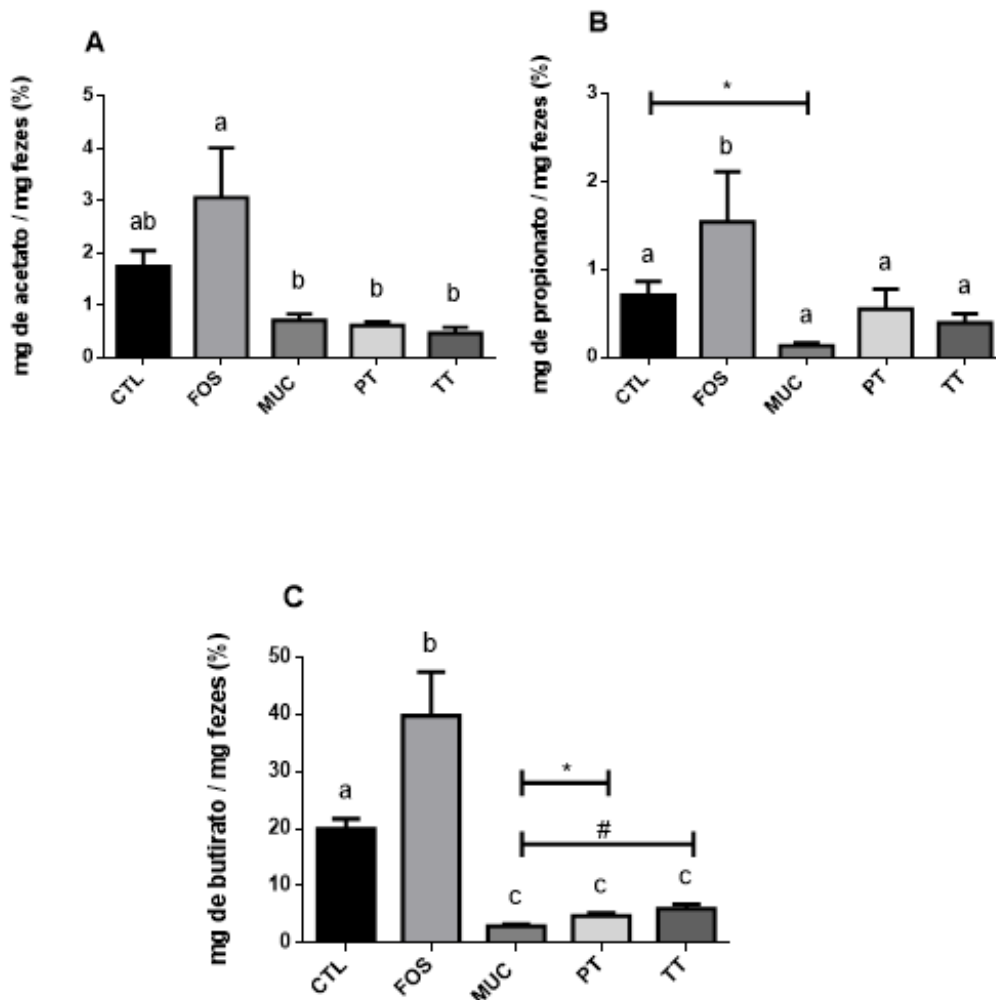 A
mg de acetato / mg fezes (%)
5
4
3
2
1
0
ab
a
b
b
b
CTL
FOS
MUC
PT
TT
B
mg de propionato / mg fezes (%)
3
2
1
0
*
a
b
a
a
a
CTL
FOS
MUC
PT
TT
C
mg de butirato / mg fezes (%)
50
40
30
20
10
0
a
b
*
#
c
c
c
CTL
FOS
MUC
PT
TT